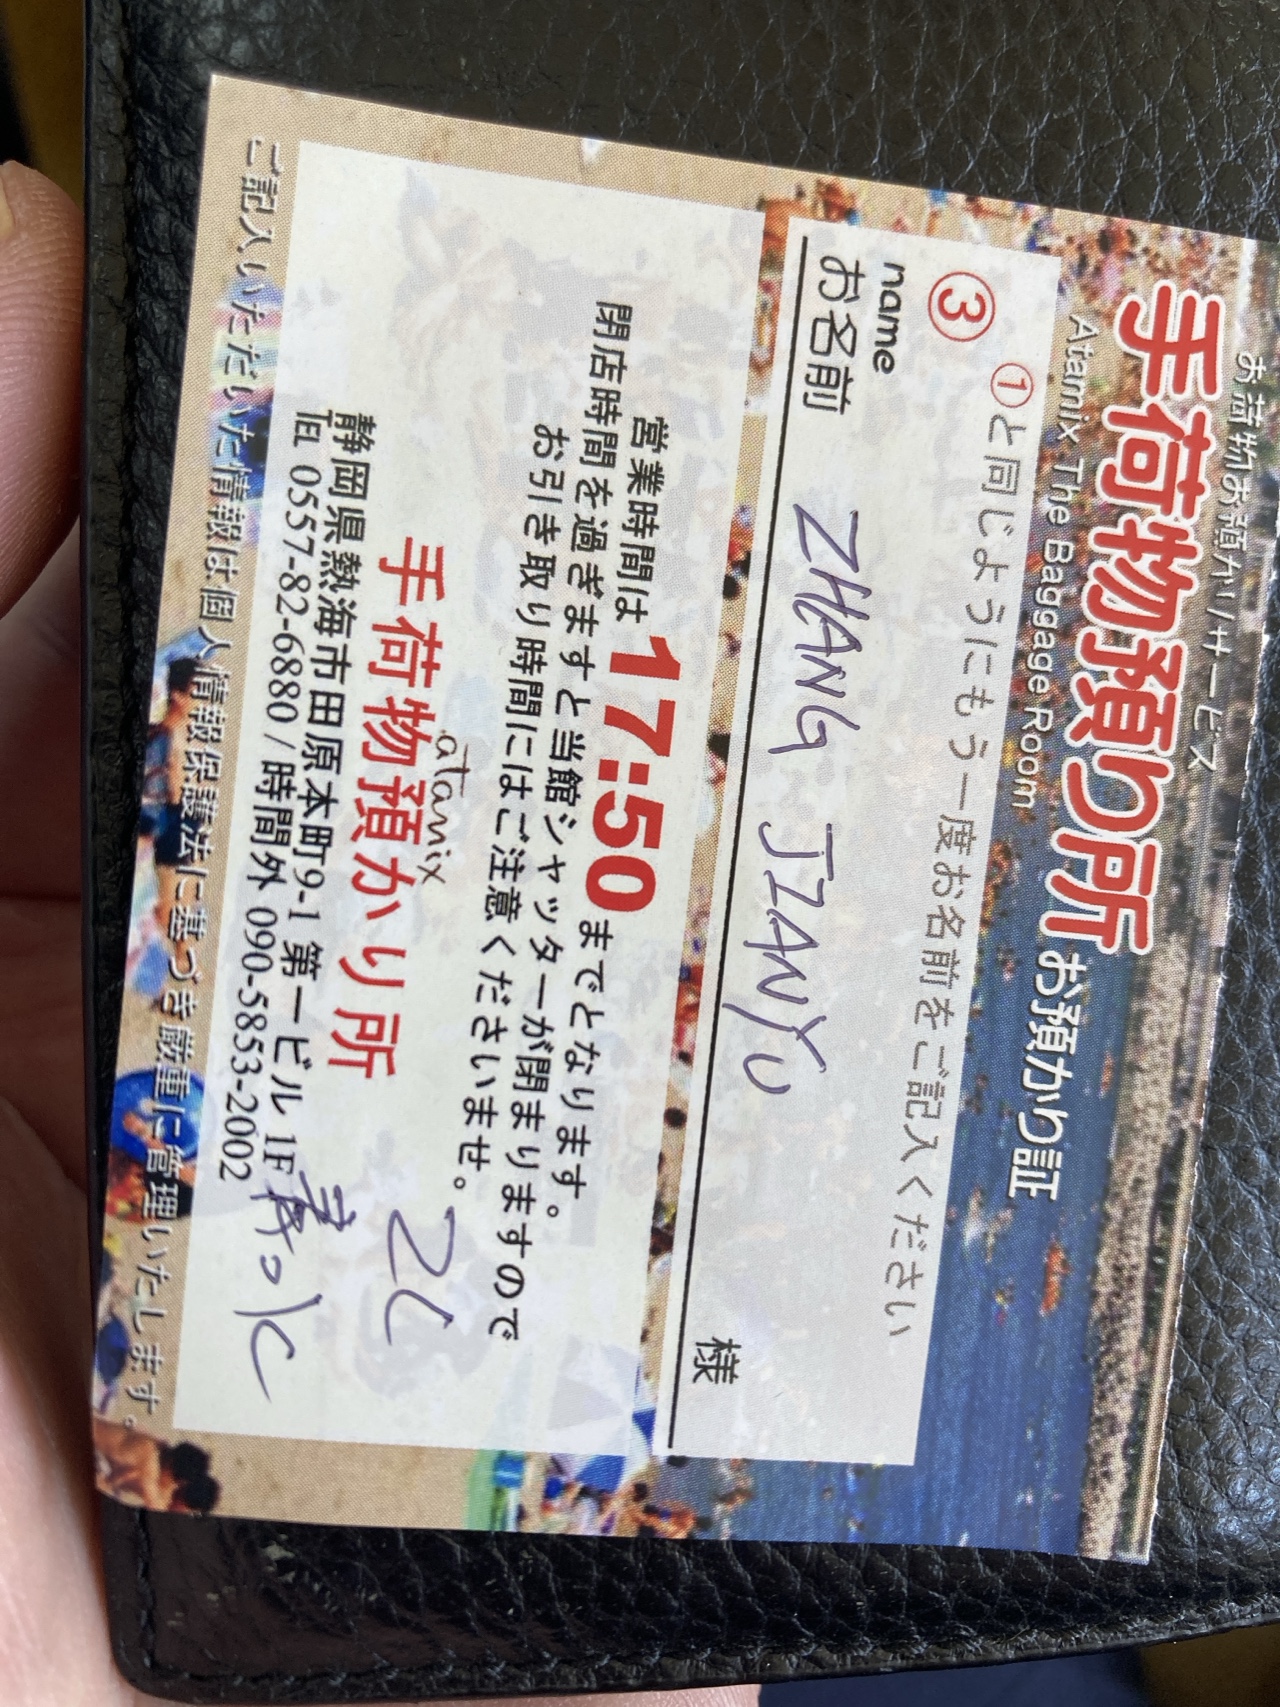 お荷物お預かりサービス
手荷物預り所 お預かり証
Atamix The Baggage Room
①と同じようにもう一度お名前をご記入ください
③
name
お名前 ZHANG JIANYU 様
営業時間は17:50までとなります。
閉店時間を過ぎますと当館シャッターが閉まりますので
お引き取り時間にはご注意くださいませ。
atamix
手荷物預かり所
静岡県熱海市田原本町9-1 第一ビル1F
TEL 0557-82-6880 / 時間外 090-5853-2002
ご記入いただいた情報は個人情報保護法に基づき厳重に管理いたします。